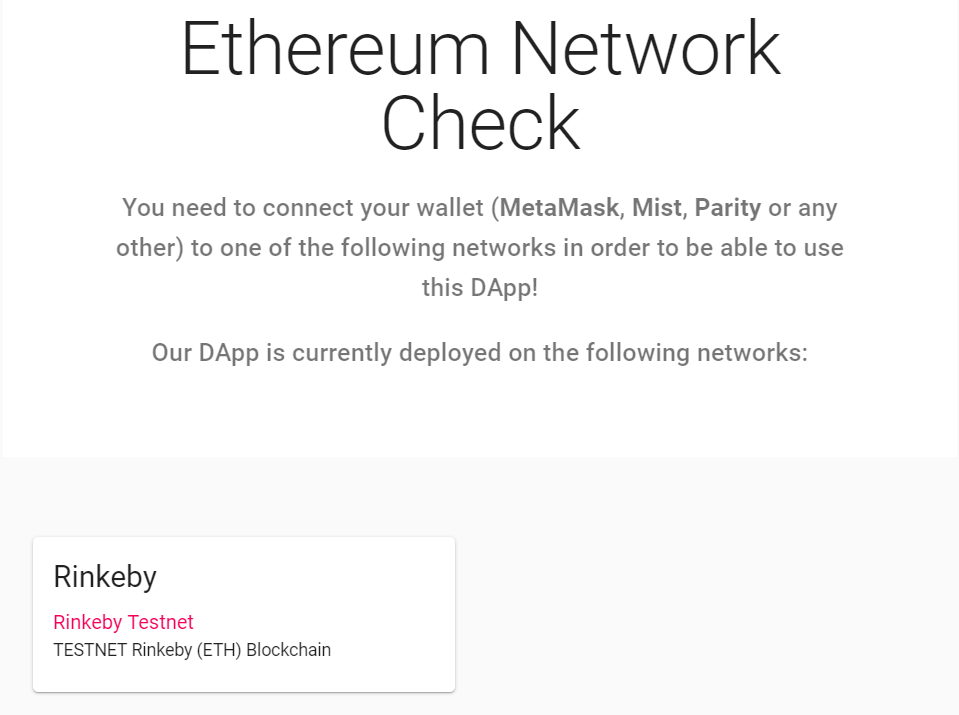 Ethereum Network
Check
You need to connect your wallet (MetaMask, Mist, Parity or any
other) to one of the following networks in order to be able to use
this DApp!
Our DApp is currently deployed on the following networks:
Rinkeby
Rinkeby Testnet
TESTNET Rinkeby (ETH) Blockchain